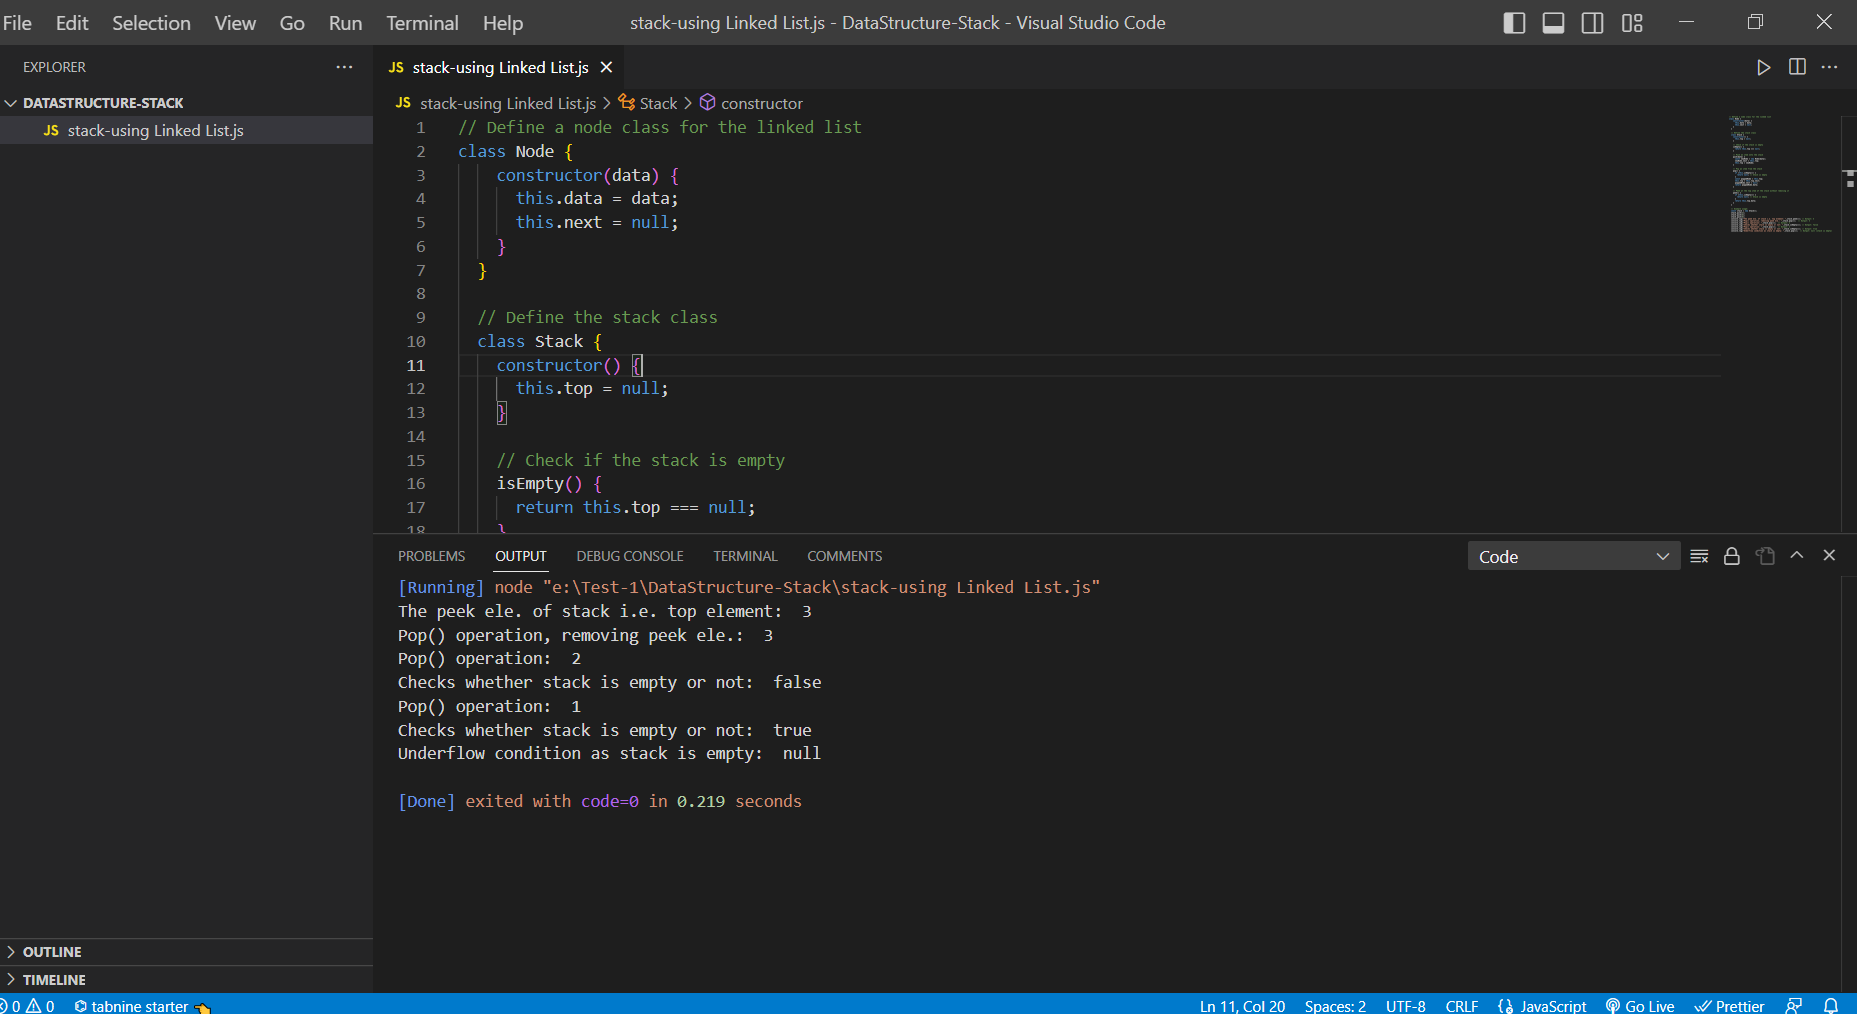 File Edit Selection View Go Run Terminal Help stack-using Linked List.js - DataStructure-Stack - Visual Studio Code
EXPLORER
DATASTRUCTURE-STACK
JS stack-using Linked List.js
JS stack-using Linked List.js
JS stack-using Linked List.js > Stack > constructor
1 // Define a node class for the linked list
2 class Node {
3 constructor(data) {
4 this.data = data;
5 this.next = null;
6 }
7 }
8
9 // Define the stack class
10 class Stack {
11 constructor() {
12 this.top = null;
13 }
14
15 // Check if the stack is empty
16 isEmpty() {
17 return this.top === null;
18 }
PROBLEMS OUTPUT DEBUG CONSOLE TERMINAL COMMENTS Code
[Running] node "e:\Test-1\DataStructure-Stack\stack-using Linked List.js"
The peek ele. of stack i.e. top element:  3
Pop() operation, removing peek ele.:  3
Pop() operation:  2
Checks whether stack is empty or not:  false
Pop() operation:  1
Checks whether stack is empty or not:  true
Underflow condition as stack is empty:  null
[Done] exited with code=0 in 0.219 seconds
OUTLINE
TIMELINE
0 0 tabnine starter Ln 11, Col 20 Spaces: 2 UTF-8 CRLF {} JavaScript Go Live Prettier